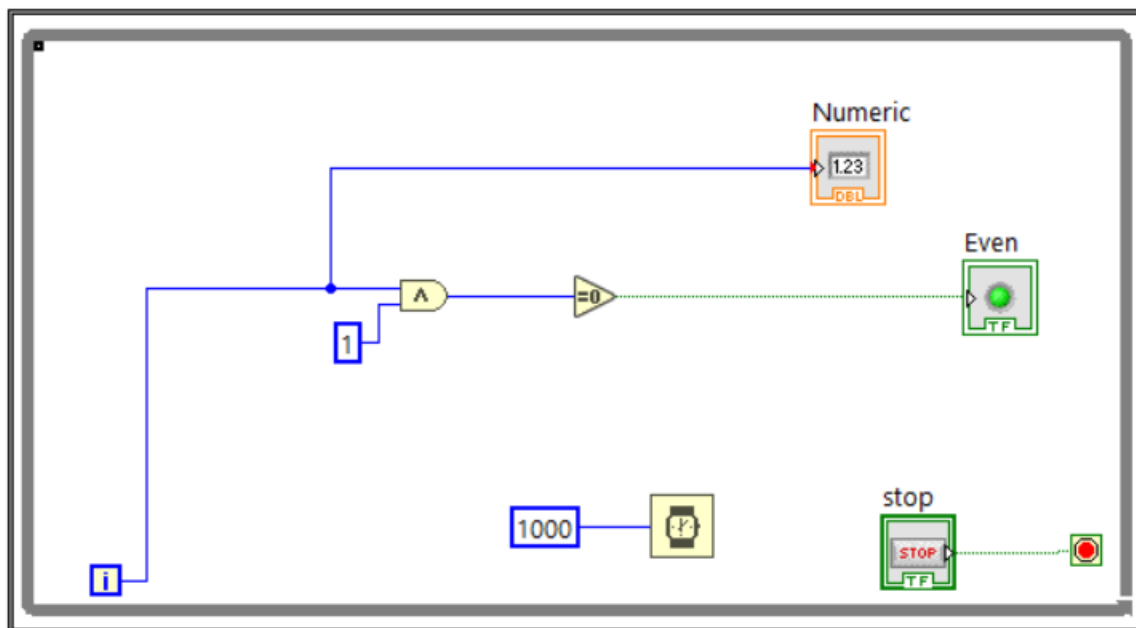 Numeric
1.23
DBL
Even
=0
TF
1
stop
1000
STOP
TF
i